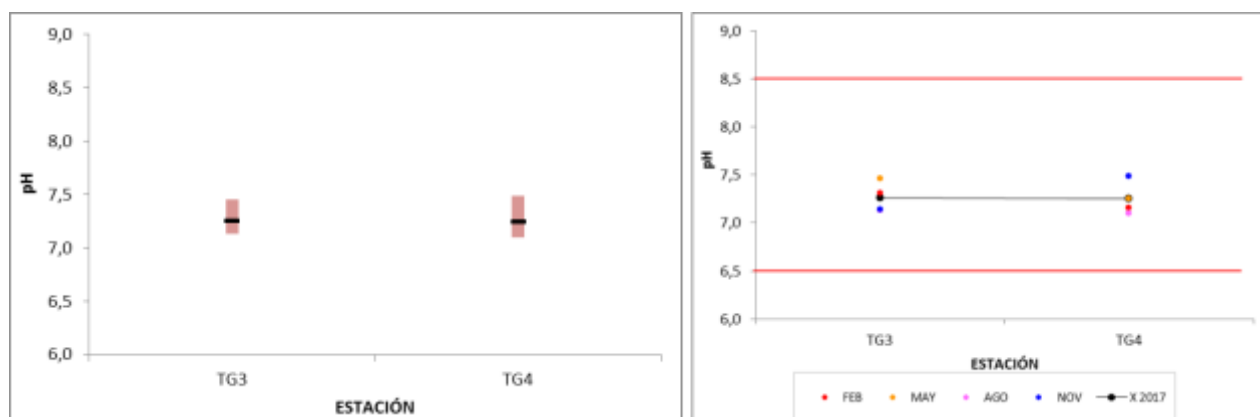 9,0
8,5
8,0
7,5
7,0
6,5
6,0
pH
TG3 TG4
ESTACIÓN
9,0
8,5
8,0
7,5
7,0
6,5
6,0
pH
TG3 TG4
ESTACIÓN
FEB MAY AGO NOV X 2017